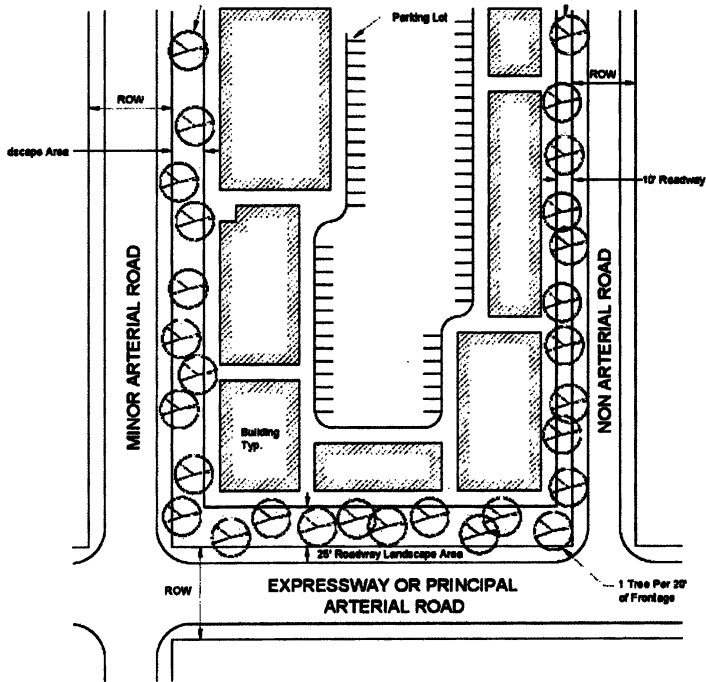 Parking Lot
ROW
ROW
dscape Area
10' Roadway
MINOR ARTERIAL ROAD
NON ARTERIAL ROAD
Building
Typ.
25' Roadway Landscape Area
ROW
EXPRESSWAY OR PRINCIPAL
ARTERIAL ROAD
1 Tree Per 20'
of Frontage